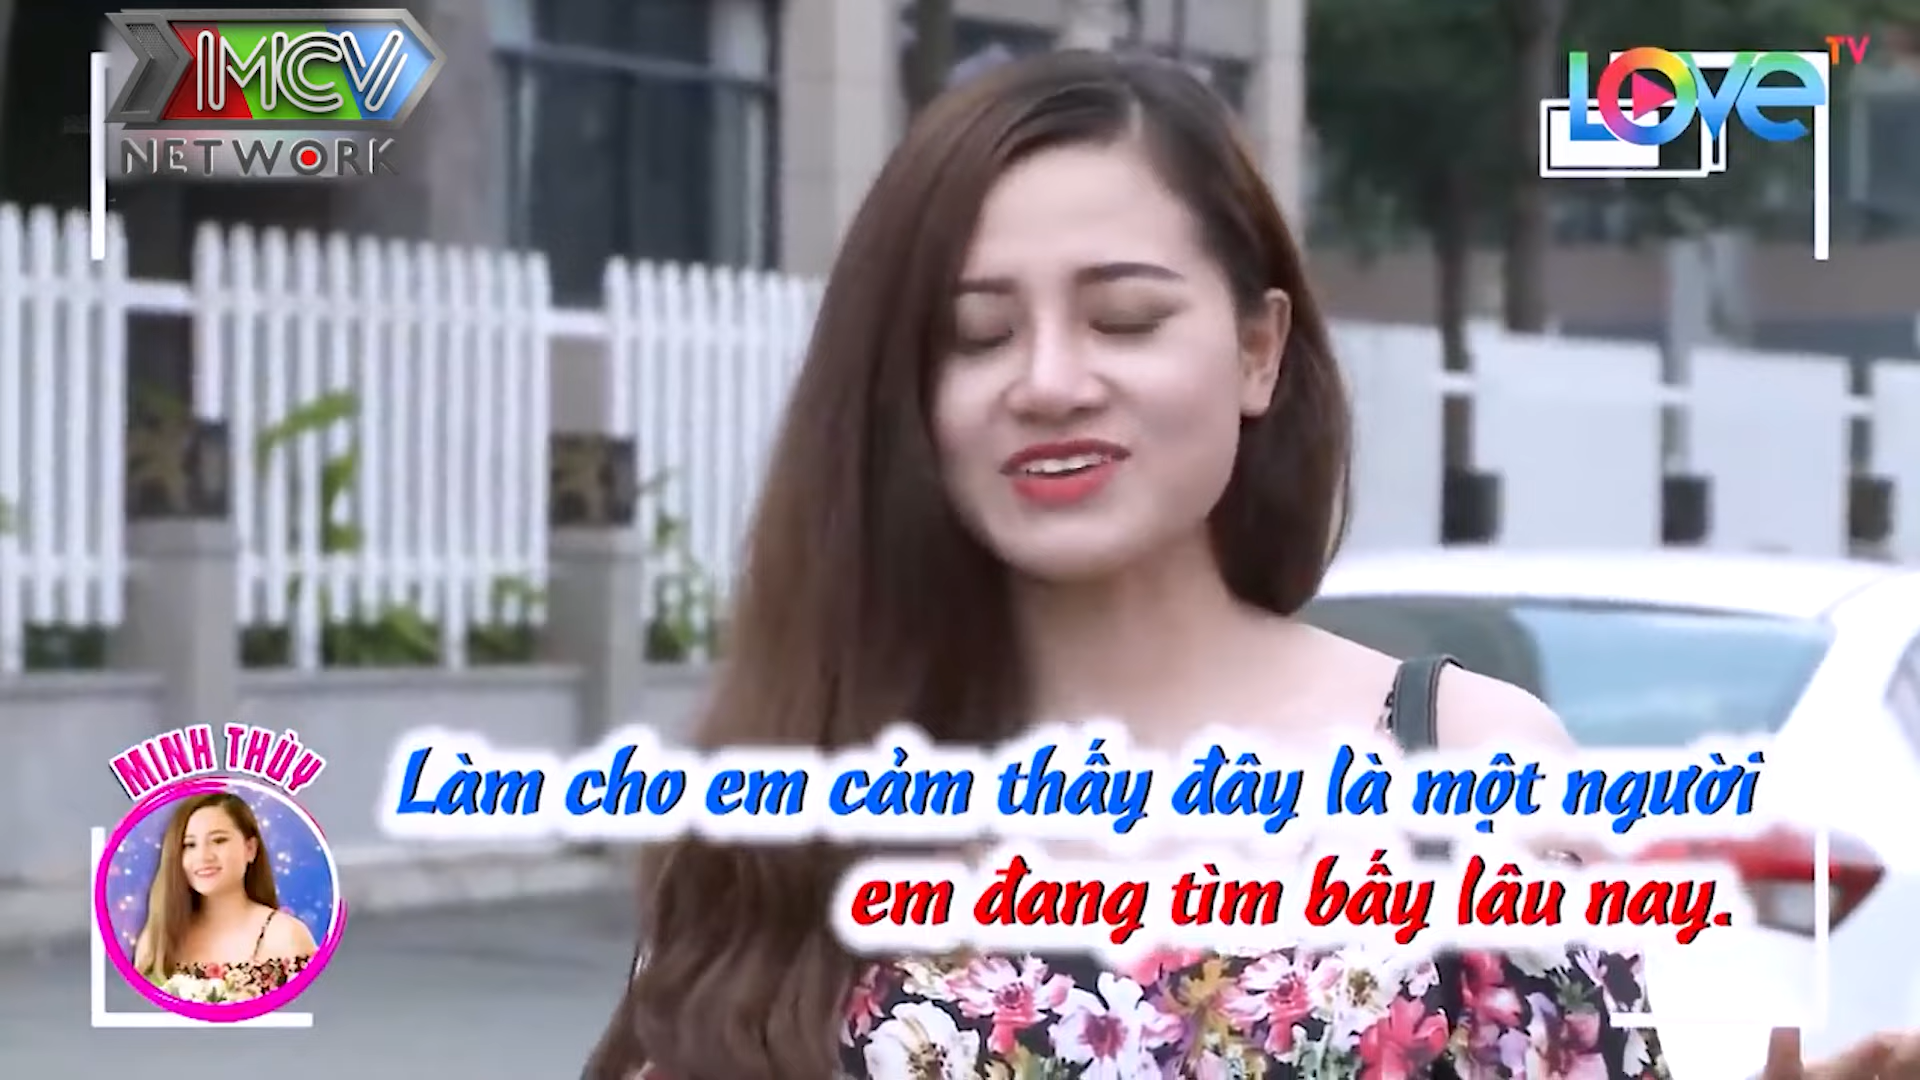 MCV
NETWORK
LOVE TV
MINH THÙY
Làm cho em cảm thấy đây là một người
em đang tìm bấy lâu nay.